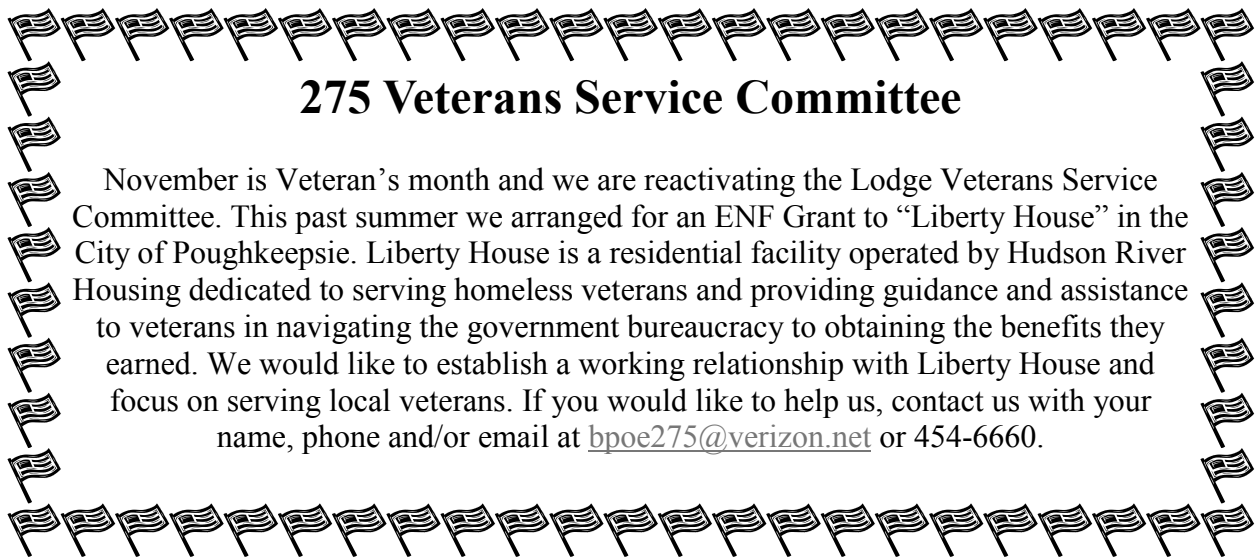 275 Veterans Service Committee
November is Veteran’s month and we are reactivating the Lodge Veterans Service
Committee. This past summer we arranged for an ENF Grant to “Liberty House” in the
City of Poughkeepsie. Liberty House is a residential facility operated by Hudson River
Housing dedicated to serving homeless veterans and providing guidance and assistance
to veterans in navigating the government bureaucracy to obtaining the benefits they
earned. We would like to establish a working relationship with Liberty House and
focus on serving local veterans. If you would like to help us, contact us with your
name, phone and/or email at bpoe275@verizon.net or 454-6660.